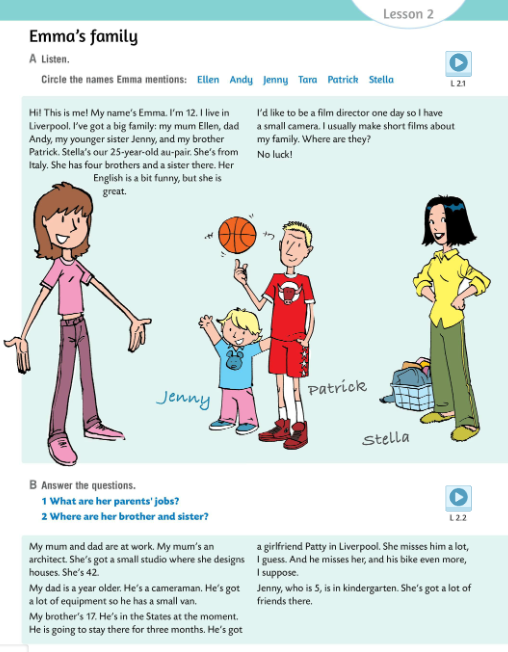 Lesson 2
Emma's family
A Listen.
Circle the names Emma mentions: Ellen Andy Jenny Tara Patrick Stella
L 2.1
Hi! This is me! My name's Emma. I'm 12. I live in
Liverpool. I've got a big family: my mum Ellen, dad
Andy, my younger sister Jenny, and my brother
Patrick. Stella's our 25-year-old au-pair. She's from
Italy. She has four brothers and a sister there. Her
English is a bit funny, but she is
great.
I'd like to be a film director one day so I have
a small camera. I usually make short films about
my family. Where are they?
No luck!
Jenny
Patrick
Stella
B Answer the questions.
1 What are her parents' jobs?
2 Where are her brother and sister?
L 2.2
My mum and dad are at work. My mum's an
architect. She's got a small studio where she designs
houses. She's 42.
My dad is a year older. He's a cameraman. He's got
a lot of equipment so he has a small van.
My brother's 17. He's in the States at the moment.
He is going to stay there for three months. He's got
a girlfriend Patty in Liverpool. She misses him a lot,
I guess. And he misses her, and his bike even more,
I suppose.
Jenny, who is 5, is in kindergarten. She's got a lot of
friends there.